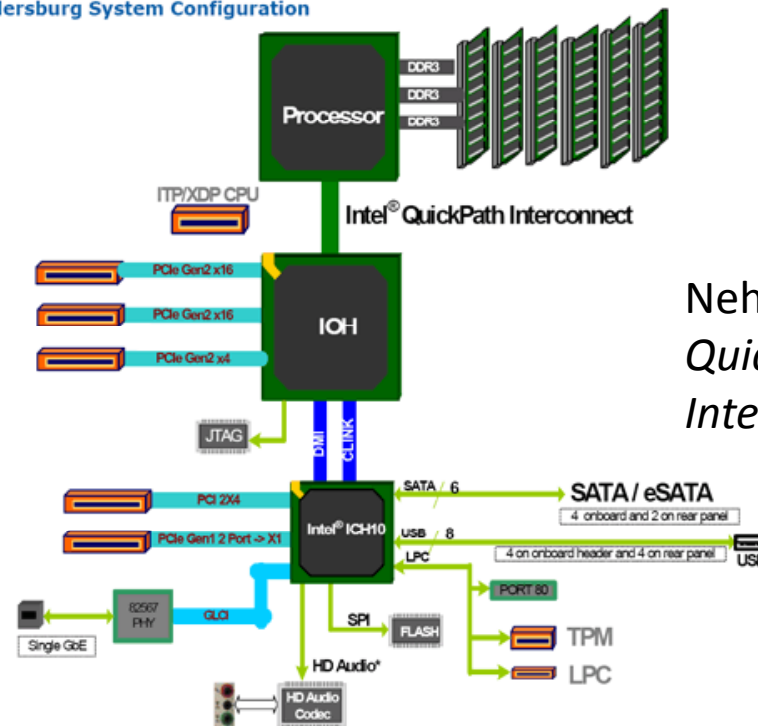 lersburg System Configuration
DDR3
DDR3
DDR3
Processor
ITP/XDP CPU
Intel® QuickPath Interconnect
PCIe Gen2 x16
PCIe Gen2 x16
IOH
PCIe Gen2 x4
Neh
Quic
Inte
JTAG
DMI
CLINK
SATA 6
SATA / eSATA
4 onboard and 2 on rear panel
PCI 2X4
Intel® ICH10
USB 8
4 on onboard header and 4 on rear panel
USB
PCIe Gen1 2 Port -> X1
LPC
PORT 80
82567
PHY
GLCI
SPI
FLASH
TPM
Single GbE
LPC
HD Audio*
HD Audio
Codec